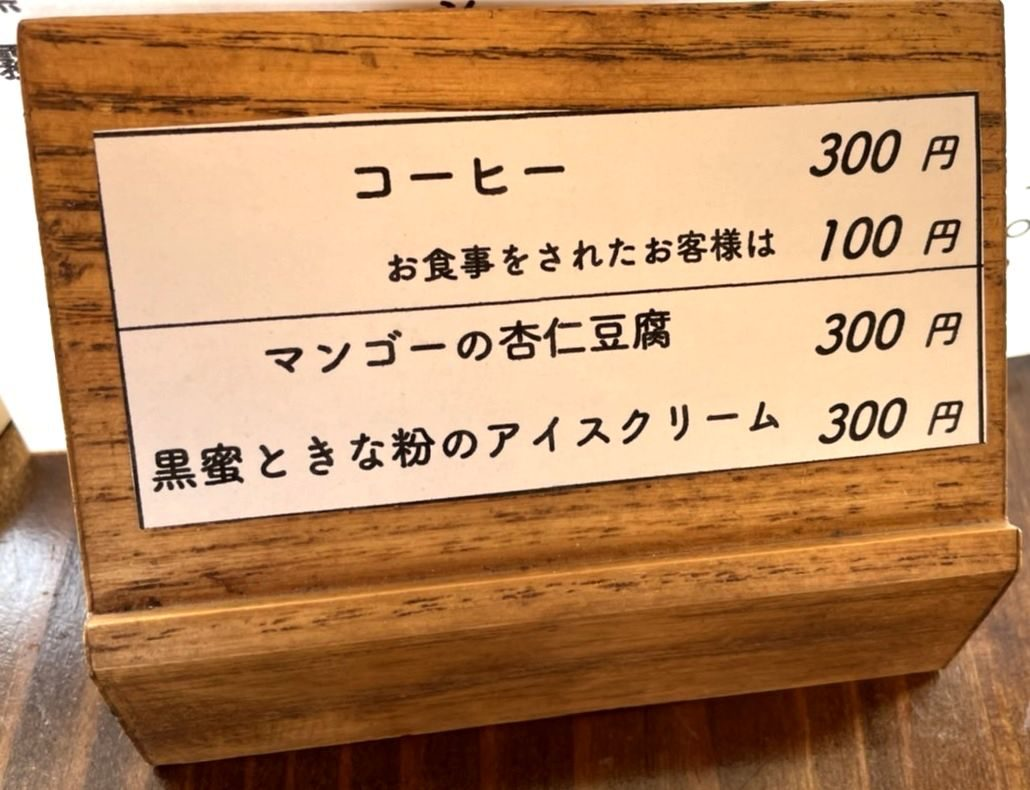 コーヒー 300 円
お食事をされたお客様は 100 円
マンゴーの杏仁豆腐 300 円
黒蜜ときな粉のアイスクリーム 300 円